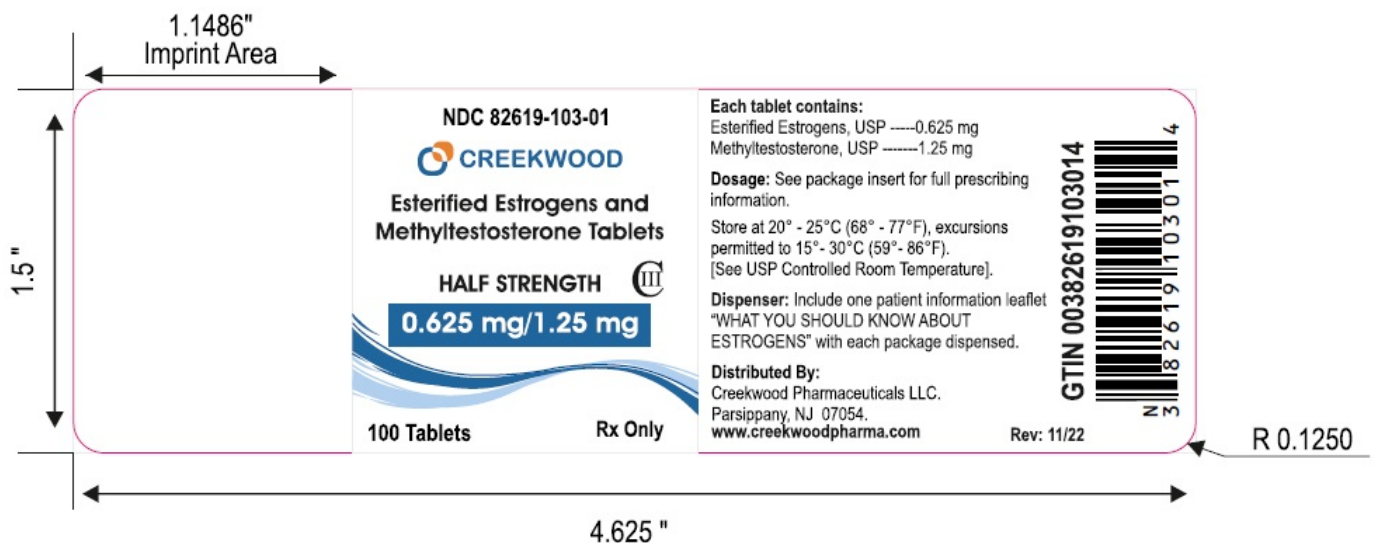 1.1486"
Imprint Area
1.5 "
NDC 82619-103-01
CREEKWOOD
Esterified Estrogens and
Methyltestosterone Tablets
HALF STRENGTH CIII
0.625 mg/1.25 mg
100 Tablets Rx Only
Each tablet contains:
Esterified Estrogens, USP -----0.625 mg
Methyltestosterone, USP -------1.25 mg
Dosage: See package insert for full prescribing
information.
Store at 20° - 25°C (68° - 77°F), excursions
permitted to 15°- 30°C (59°- 86°F).
[See USP Controlled Room Temperature].
Dispenser: Include one patient information leaflet
“WHAT YOU SHOULD KNOW ABOUT
ESTROGENS” with each package dispensed.
Distributed By:
Creekwood Pharmaceuticals LLC.
Parsippany, NJ 07054.
www.creekwoodpharma.com Rev: 11/22
GTIN 00382619103014
N
3 82619 10301 4
R 0.1250
4.625 "